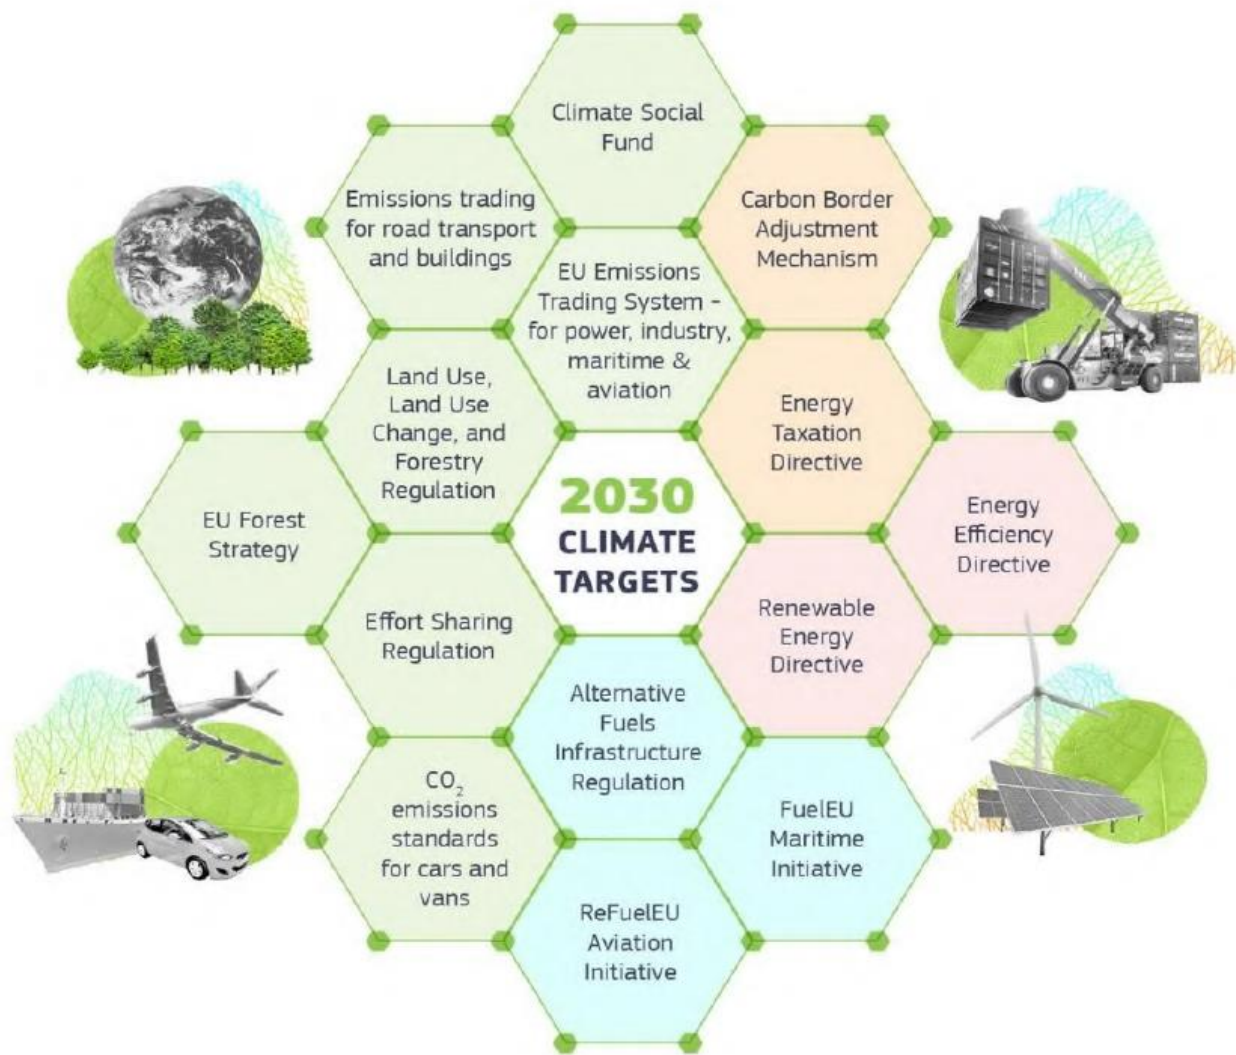 Climate Social
Fund
Emissions trading
for road transport
and buildings
Carbon Border
Adjustment
Mechanism
EU Emissions
Trading System –
for power, industry,
maritime &
aviation
Land Use,
Land Use
Change, and
Forestry
Regulation
Energy
Taxation
Directive
EU Forest
Strategy
2030
CLIMATE
TARGETS
Energy
Efficiency
Directive
Effort Sharing
Regulation
Renewable
Energy
Directive
Alternative
Fuels
Infrastructure
Regulation
CO₂
emissions
standards
for cars and
vans
FuelEU
Maritime
Initiative
ReFuelEU
Aviation
Initiative